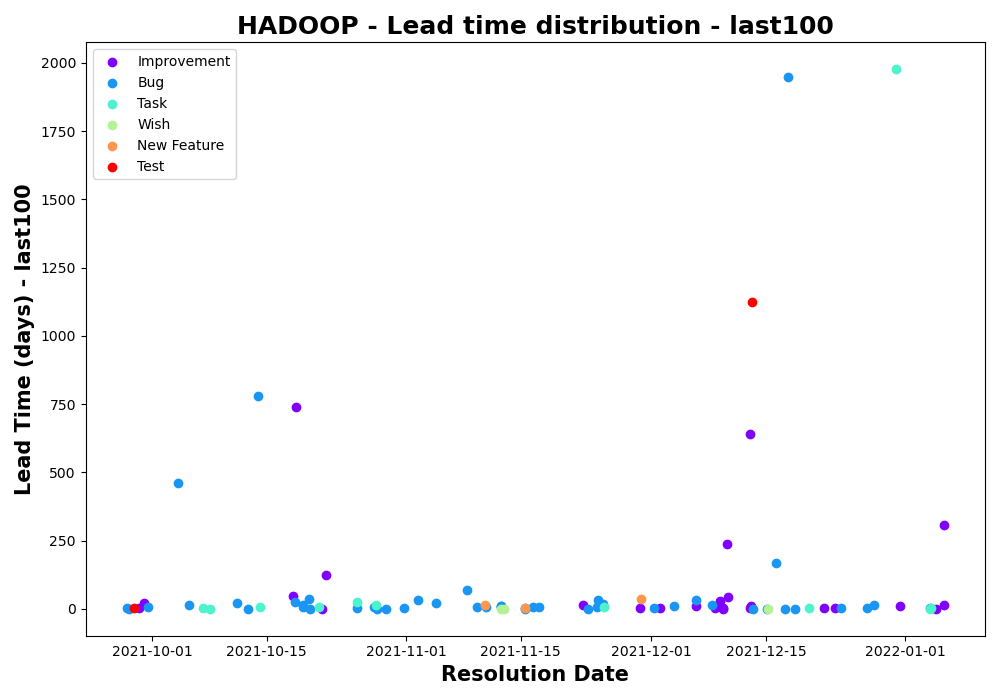 HADOOP - Lead time distribution - last100
Improvement
Bug
Task
Wish
New Feature
Test
Lead Time (days) - last100
2000
1750
1500
1250
1000
750
500
250
0
2021-10-01
2021-10-15
2021-11-01
2021-11-15
2021-12-01
2021-12-15
2022-01-01
Resolution Date